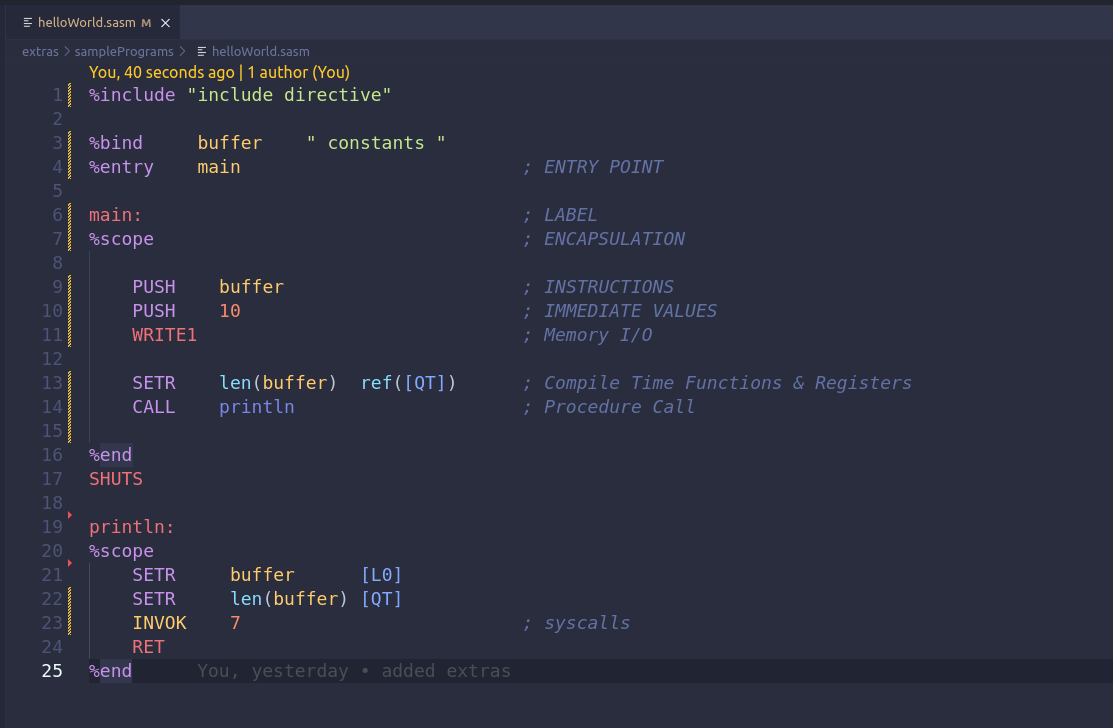 helloWorld.sasm M
extras > samplePrograms > helloWorld.sasm
You, 40 seconds ago | 1 author (You)
1 %include "include directive"
2
3 %bind buffer " constants "
4 %entry main ; ENTRY POINT
5
6 main: ; LABEL
7 %scope ; ENCAPSULATION
8
9 PUSH buffer ; INSTRUCTIONS
10 PUSH 10 ; IMMEDIATE VALUES
11 WRITE1 ; Memory I/O
12
13 SETR len(buffer) ref([QT]) ; Compile Time Functions & Registers
14 CALL println ; Procedure Call
15
16 %end
17 SHUTS
18
19 println:
20 %scope
21 SETR buffer [L0]
22 SETR len(buffer) [QT]
23 INVOK 7 ; syscalls
24 RET
25 %end You, yesterday • added extras